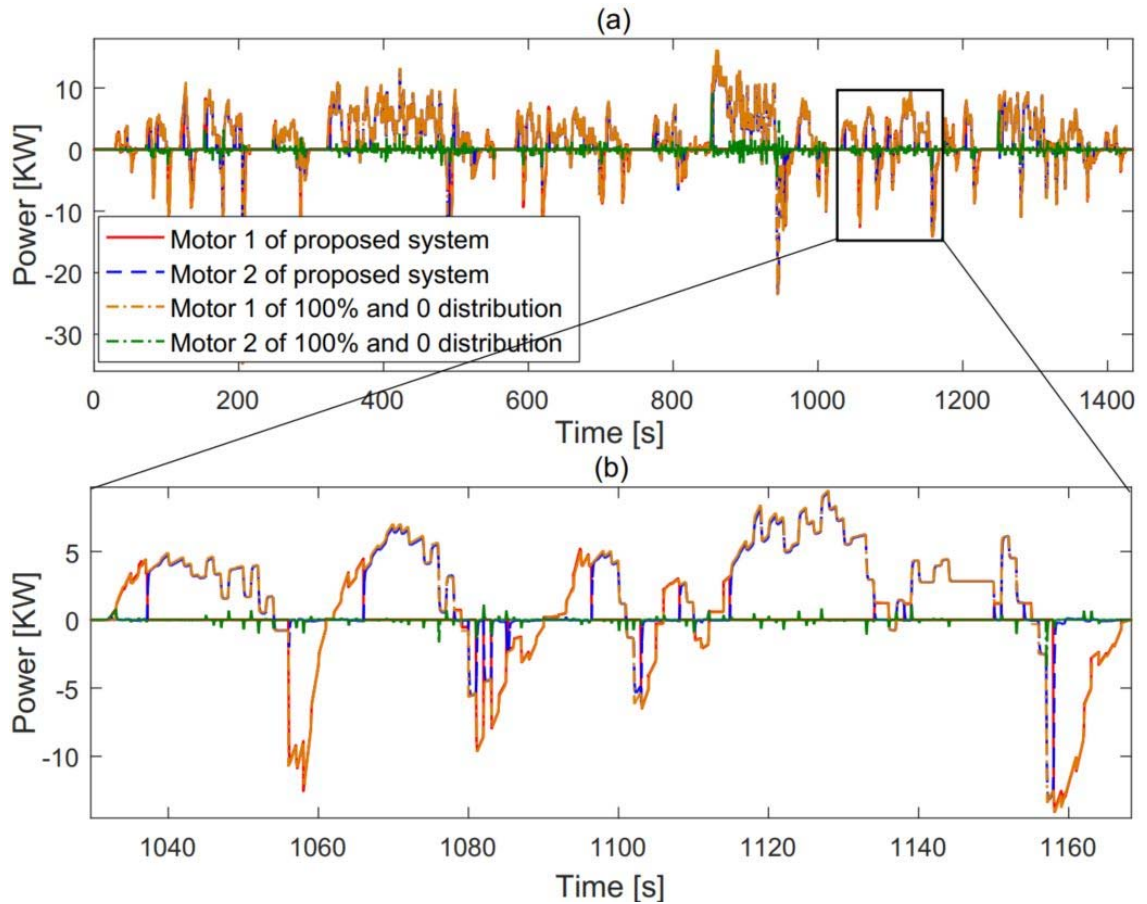 (a)
Power [KW]
10
0
-10
-20
-30
Motor 1 of proposed system
Motor 2 of proposed system
Motor 1 of 100% and 0 distribution
Motor 2 of 100% and 0 distribution
0 200 400 600 800 1000 1200 1400
Time [s]
(b)
Power [KW]
5
0
-5
-10
1040 1060 1080 1100 1120 1140 1160
Time [s]